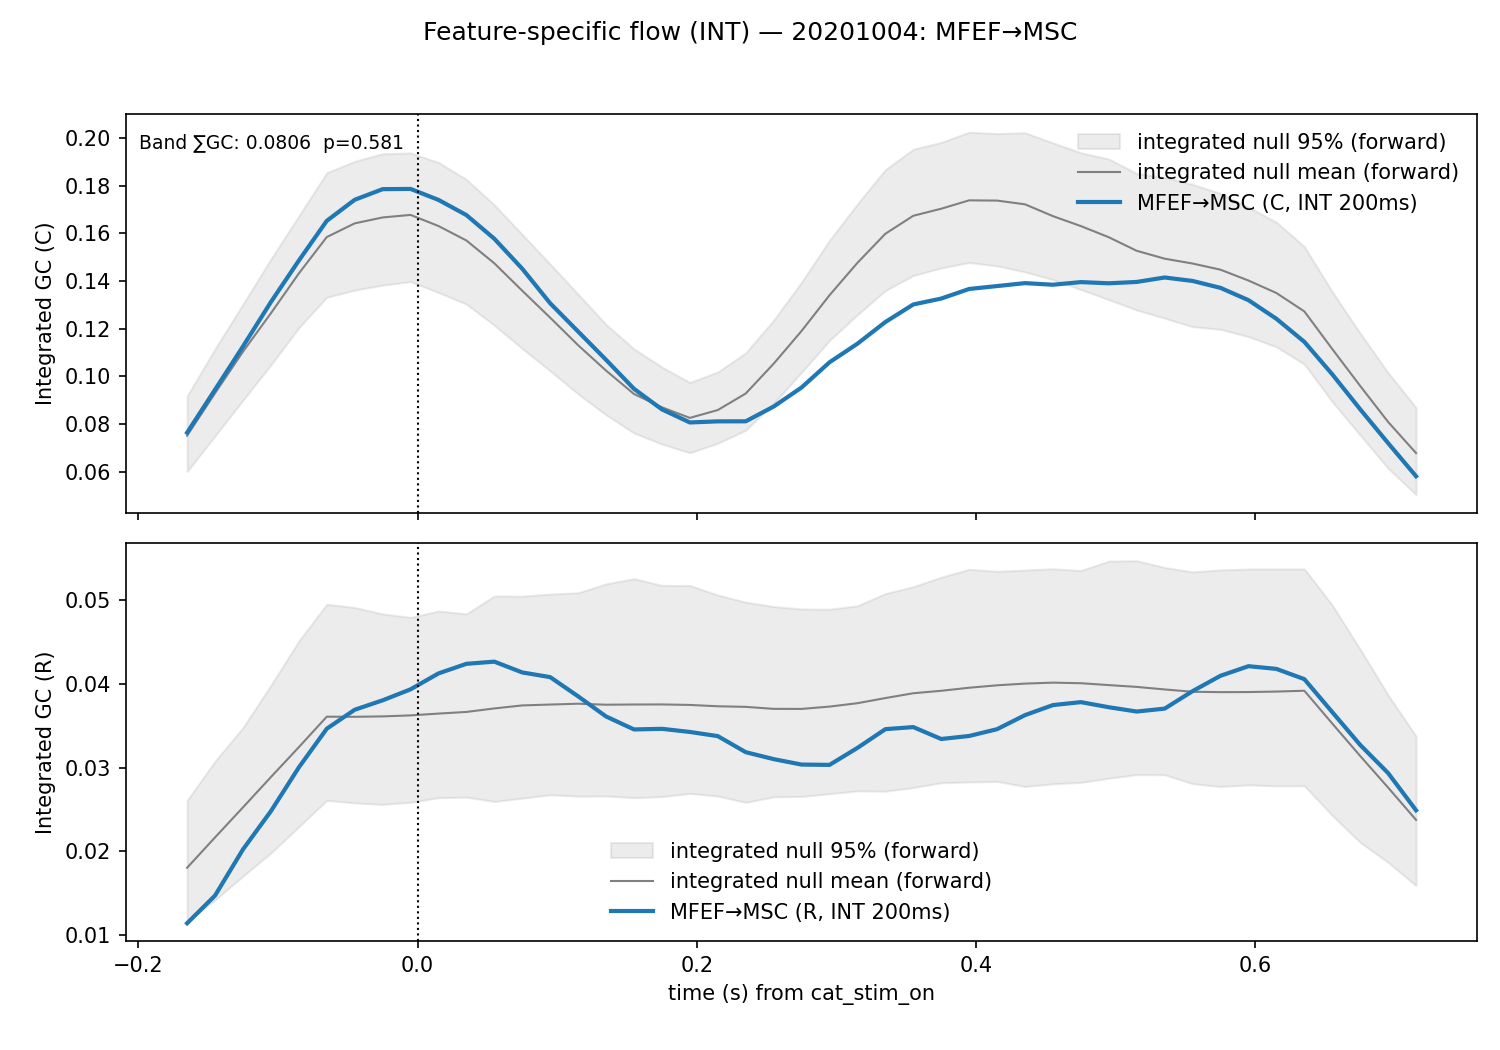 Feature-specific flow (INT) — 20201004: MFEF→MSC
Band ∑GC: 0.0806  p=0.581
integrated null 95% (forward)
integrated null mean (forward)
MFEF→MSC (C, INT 200ms)
Integrated GC (C)
0.20
0.18
0.16
0.14
0.12
0.10
0.08
0.06
Integrated GC (R)
0.05
0.04
0.03
0.02
0.01
integrated null 95% (forward)
integrated null mean (forward)
MFEF→MSC (R, INT 200ms)
−0.2 0.0 0.2 0.4 0.6
time (s) from cat_stim_on